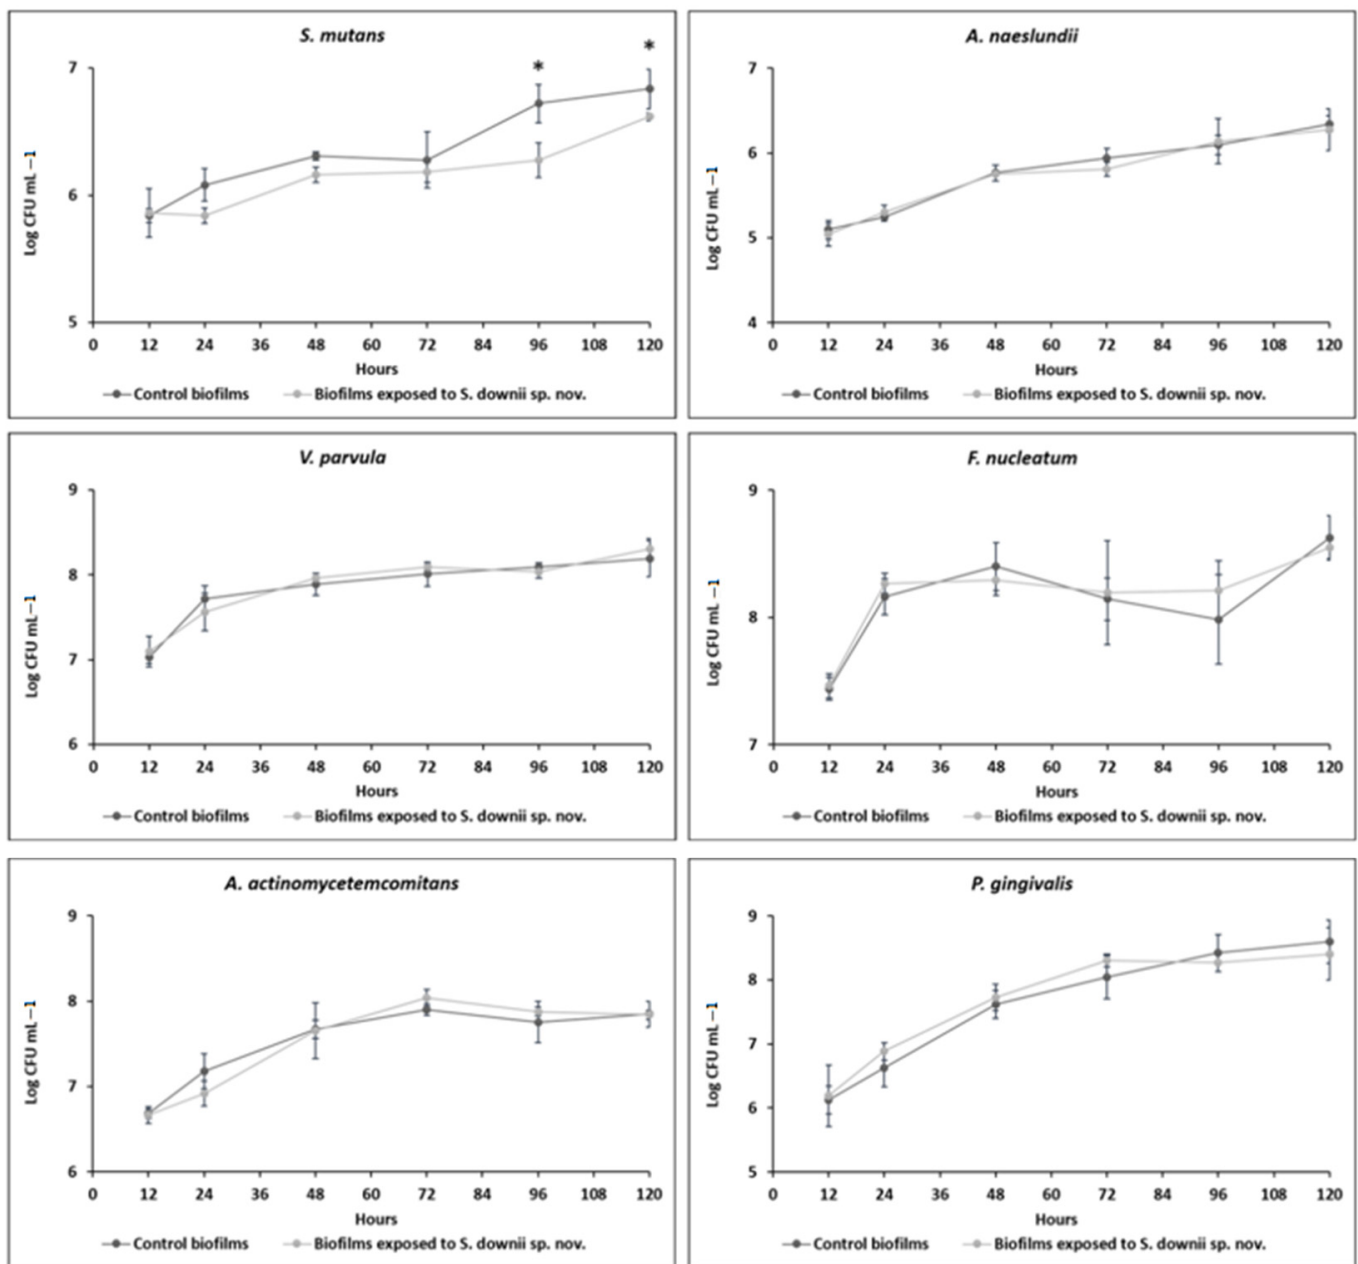 S. mutans
*
*
7
6
5
Log CFU mL −1
0 12 24 36 48 60 72 84 96 108 120
Hours
Control biofilms Biofilms exposed to S. downii sp. nov.
A. naeslundii
7
6
5
4
Log CFU mL −1
0 12 24 36 48 60 72 84 96 108 120
Hours
Control biofilms Biofilms exposed to S. downii sp. nov.
V. parvula
9
8
7
6
Log CFU mL −1
0 12 24 36 48 60 72 84 96 108 120
Hours
Control biofilms Biofilms exposed to S. downii sp. nov.
F. nucleatum
9
8
7
Log CFU mL −1
0 12 24 36 48 60 72 84 96 108 120
Hours
Control biofilms Biofilms exposed to S. downii sp. nov.
A. actinomycetemcomitans
9
8
7
6
Log CFU mL −1
0 12 24 36 48 60 72 84 96 108 120
Hours
Control biofilms Biofilms exposed to S. downii sp. nov.
P. gingivalis
9
8
7
6
5
Log CFU mL −1
0 12 24 36 48 60 72 84 96 108 120
Hours
Control biofilms Biofilms exposed to S. downii sp. nov.